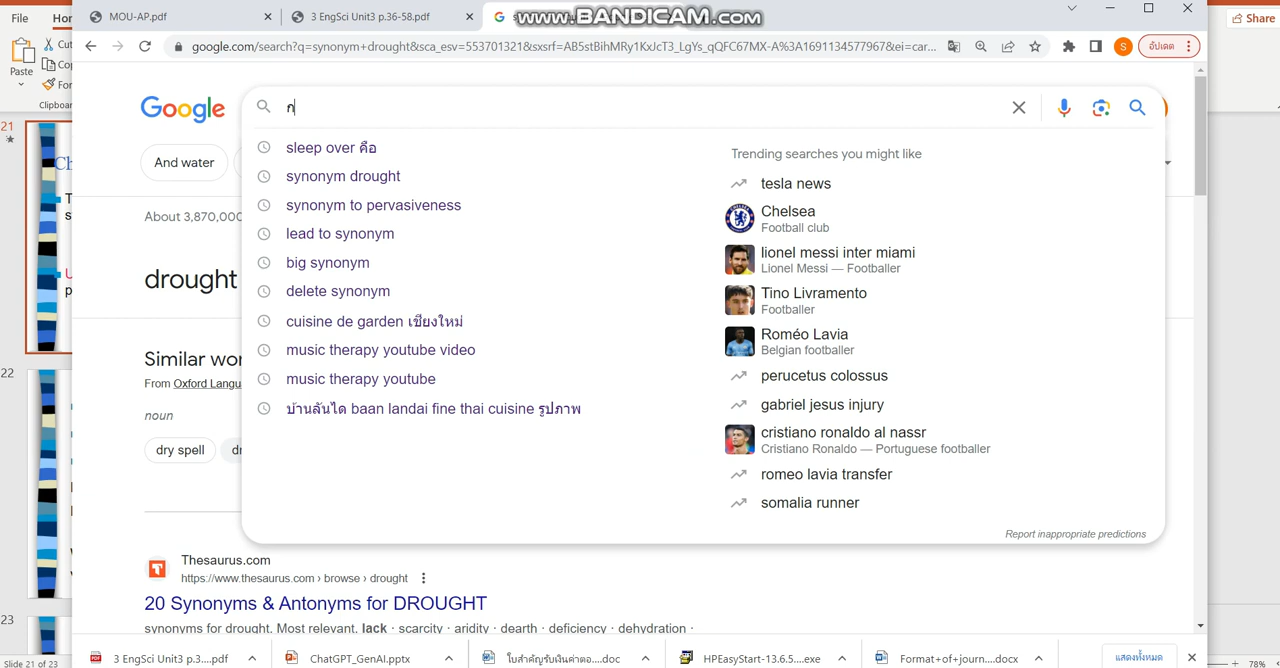 File
Ho
www.BANDICAM.com
MOU-AP.pdf
3 EngSci Unit3 p.36-58.pdf
Share
Paste
Cut
Co
For
Clipboa
google.com/search?q=synonym+drought&sca_esv=553701321&sxsrf=AB5stBihMRy1KxJcT3_LgYs_qQFC67MX-A%3A1691134577967&ei=car...
S
อัปเดต
Google
ก
And water
About 3,870,000
drought
Similar wor
From Oxford Langu
noun
dry spell
dr
sleep over คือ
synonym drought
synonym to pervasiveness
lead to synonym
big synonym
delete synonym
cuisine de garden เชียงใหม่
music therapy youtube video
music therapy youtube
บ้านลันได baan landai fine thai cuisine รูปภาพ
Trending searches you might like
tesla news
Chelsea
Football club
lionel messi inter miami
Lionel Messi — Footballer
Tino Livramento
Footballer
Roméo Lavia
Belgian footballer
perucetus colossus
gabriel jesus injury
cristiano ronaldo al nassr
Cristiano Ronaldo — Portuguese footballer
romeo lavia transfer
somalia runner
Report inappropriate predictions
Thesaurus.com
https://www.thesaurus.com › browse › drought
20 Synonyms & Antonyms for DROUGHT
synonyms for drought. Most relevant. lack · scarcity · aridity · dearth · deficiency · dehydration ·
21
22
23
Ch
T
s
U
p
3 EngSci Unit3 p.3....pdf
ChatGPT_GenAI.pptx
ใบสำคัญรับเงินค่าตอ....doc
HPEasyStart-13.6.5....exe
Format+of+journ....docx
แสดงทั้งหมด
Slide 21 of 23
78%